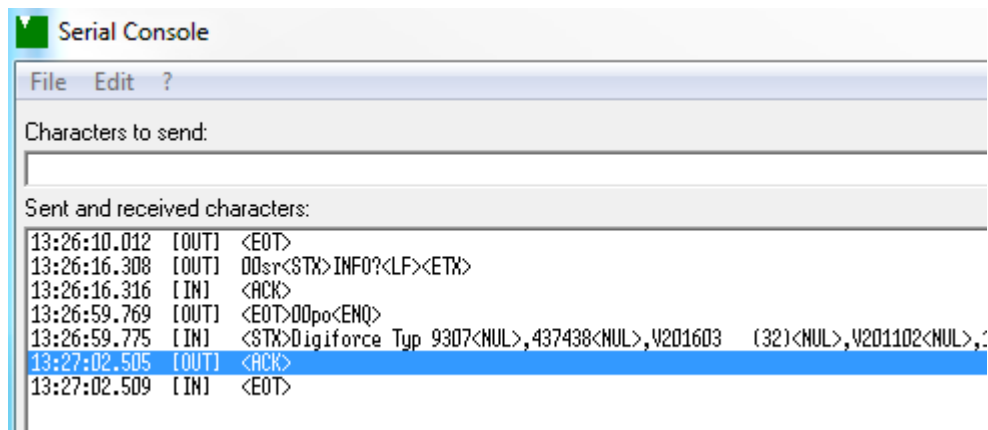 Serial Console
File Edit ?
Characters to send:
Sent and received characters:
13:26:10.012 [OUT] <EOT>
13:26:16.308 [OUT] 00sr<STX>INFO?<LF><ETX>
13:26:16.316 [IN] <ACK>
13:26:59.769 [OUT] <EOT>00po<ENQ>
13:26:59.775 [IN] <STX>Digiforce Typ 9307<NUL>,437438<NUL>,V201603 (32)<NUL>,V201102<NUL>,1
13:27:02.505 [OUT] <ACK>
13:27:02.509 [IN] <EOT>